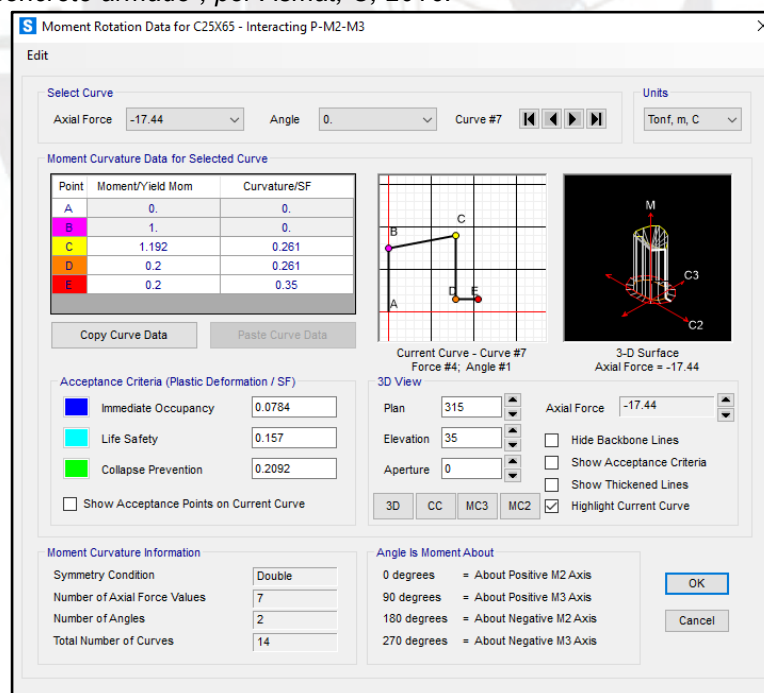 concreto armado", por Asmat, C, 2016.
S Moment Rotation Data for C25X65 - Interacting P-M2-M3
Edit
Select Curve
Axial Force -17.44 Angle 0. Curve #7
Units
Tonf, m, C
Moment Curvature Data for Selected Curve
Point Moment/Yield Mom Curvature/SF
A 0. 0.
B 1. 0.
C 1.192 0.261
D 0.2 0.261
E 0.2 0.35
Copy Curve Data Paste Curve Data
B C
A D E
Current Curve - Curve #7
Force #4; Angle #1
M
C3
C2
3-D Surface
Axial Force = -17.44
Acceptance Criteria (Plastic Deformation / SF)
Immediate Occupancy 0.0784
Life Safety 0.157
Collapse Prevention 0.2092
Show Acceptance Points on Current Curve
3D View
Plan 315
Elevation 35
Aperture 0
3D CC MC3 MC2
Axial Force -17.44
Hide Backbone Lines
Show Acceptance Criteria
Show Thickened Lines
Highlight Current Curve
Moment Curvature Information
Symmetry Condition Double
Number of Axial Force Values 7
Number of Angles 2
Total Number of Curves 14
Angle Is Moment About
0 degrees = About Positive M2 Axis
90 degrees = About Positive M3 Axis
180 degrees = About Negative M2 Axis
270 degrees = About Negative M3 Axis
OK
Cancel